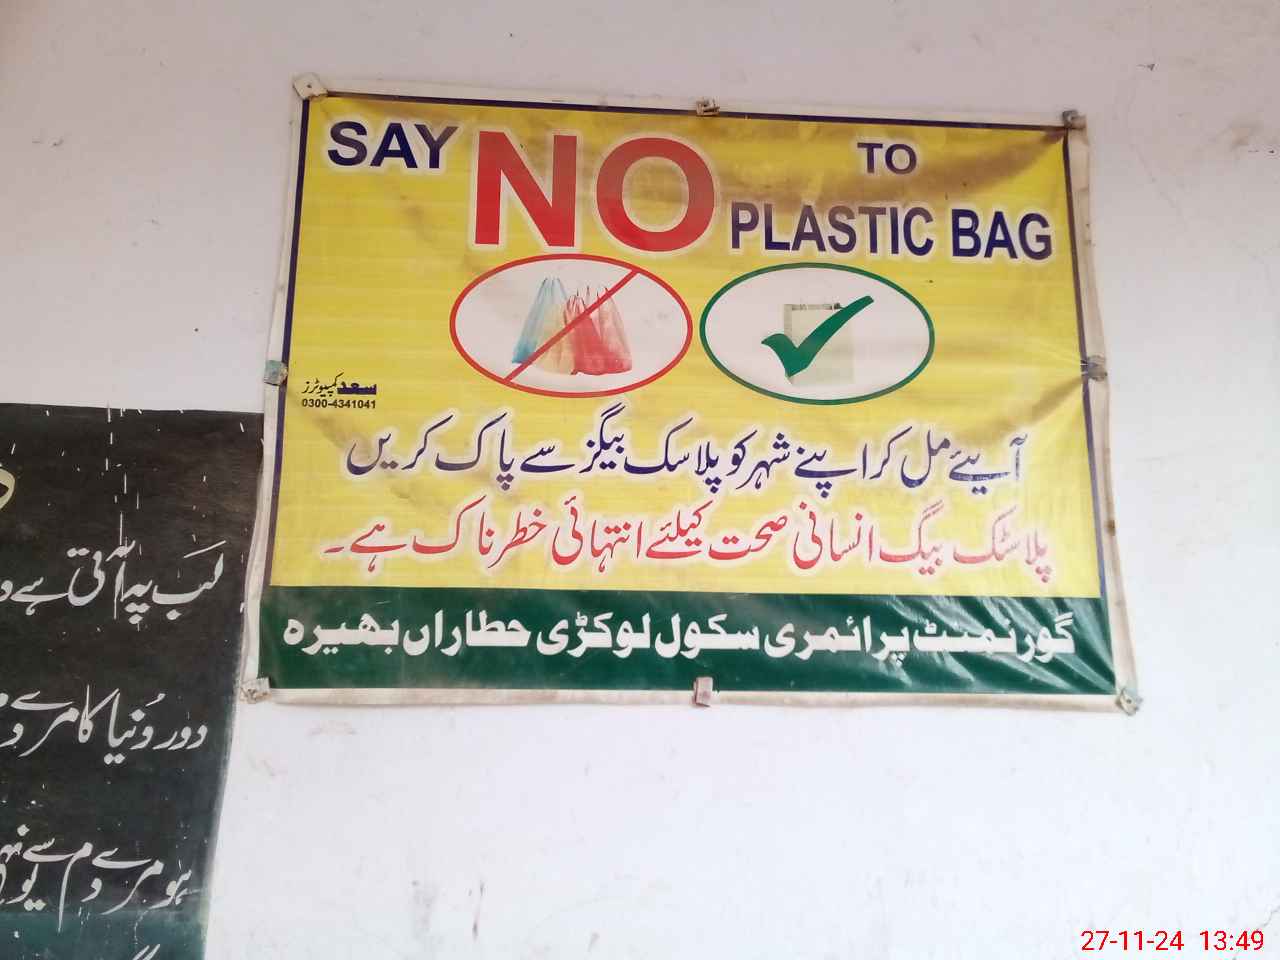 SAY NO TO
PLASTIC BAG
سعد کمپیوٹرز
0300-4341041
آیئے مل کر اپنے شہر کو پلاسک بیگز سے پاک کریں
پلاسٹک بیگ انسانی صحت کیلئے انتہائی خطرناک ہے۔
گورنمنٹ پرائمری سکول لوکڑی حطاراں بھیرہ
لَب پہ آتی ہے
دور دُنیا کا مرے
ہو مرے دم سے یُو نہی
27-11-24 13:49